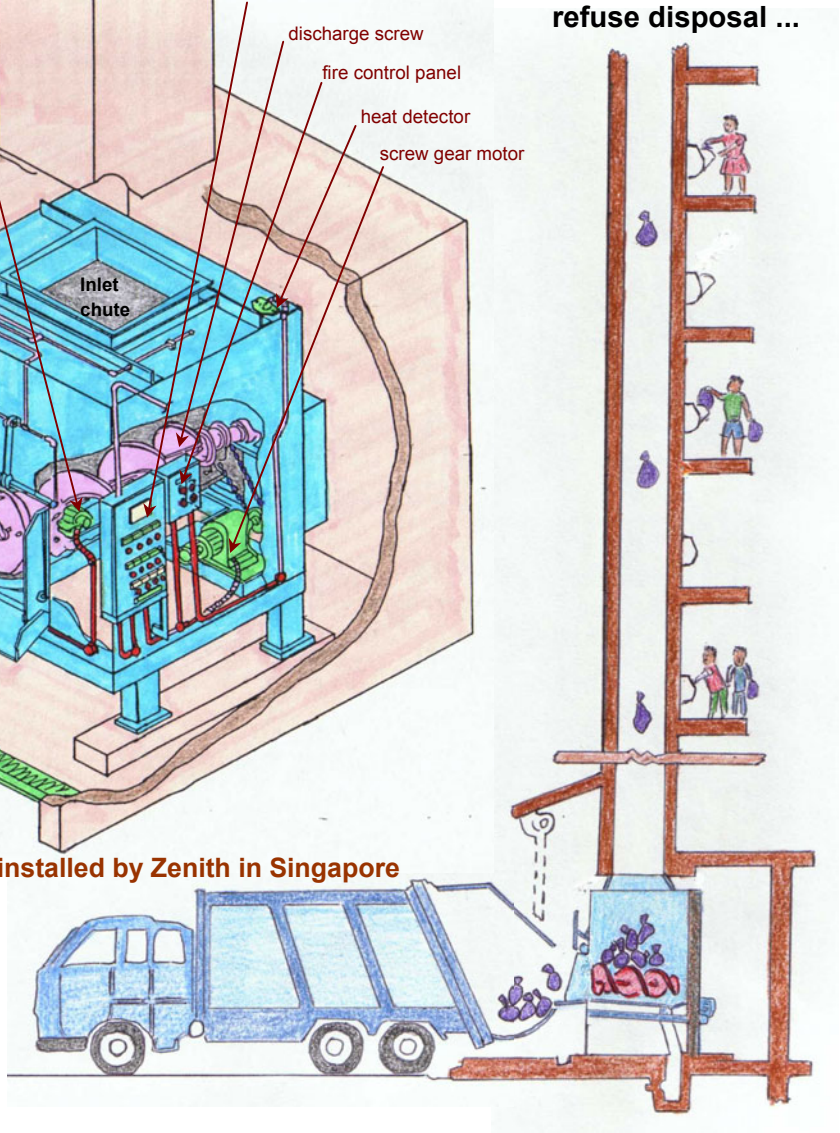 refuse disposal ...
discharge screw
fire control panel
heat detector
screw gear motor
Inlet
chute
installed by Zenith in Singapore